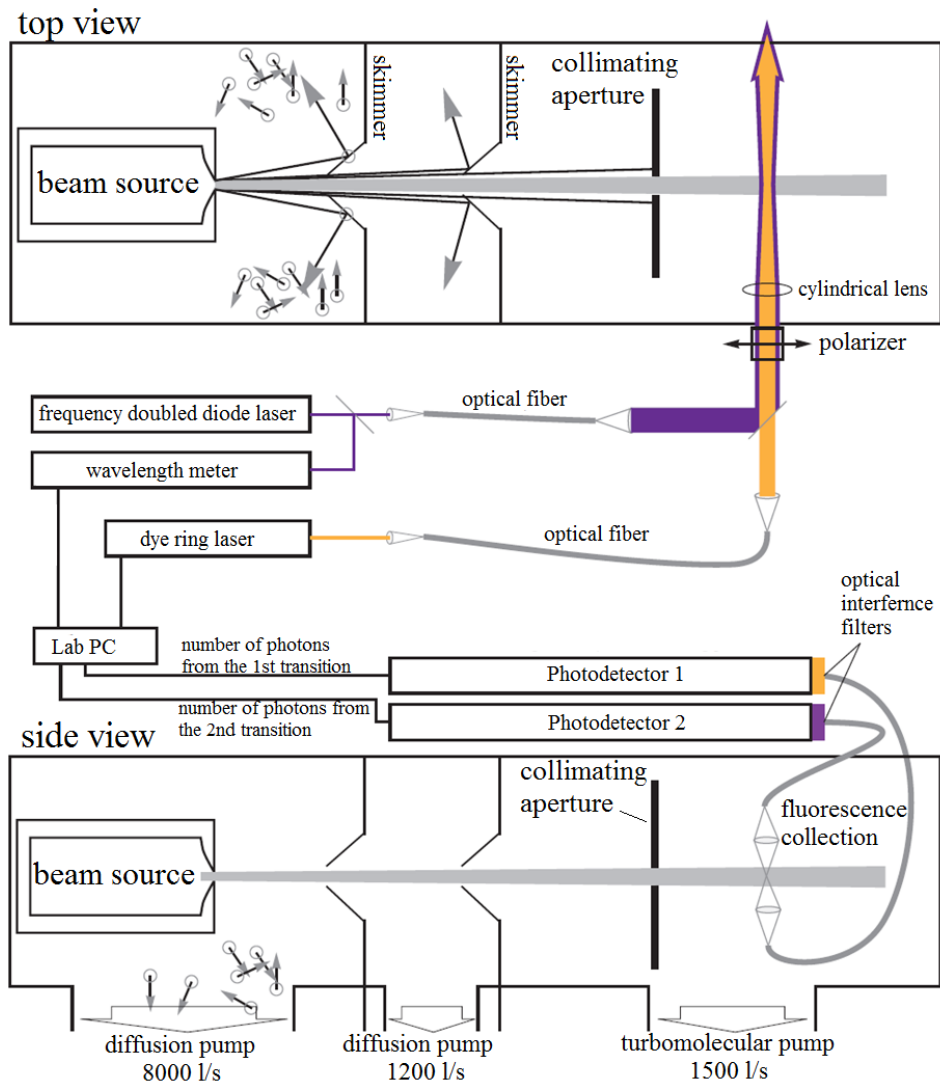 top view
skimmer
skimmer
collimating
aperture
beam source
cylindrical lens
polarizer
frequency doubled diode laser
optical fiber
wavelength meter
dye ring laser
optical fiber
optical
interfernce
filters
Lab PC
number of photons
from the 1st transition
Photodetector 1
number of photons from
the 2nd transition
Photodetector 2
side view
collimating
aperture
fluorescence
collection
beam source
diffusion pump
8000 l/s
diffusion pump
1200 l/s
turbomolecular pump
1500 l/s